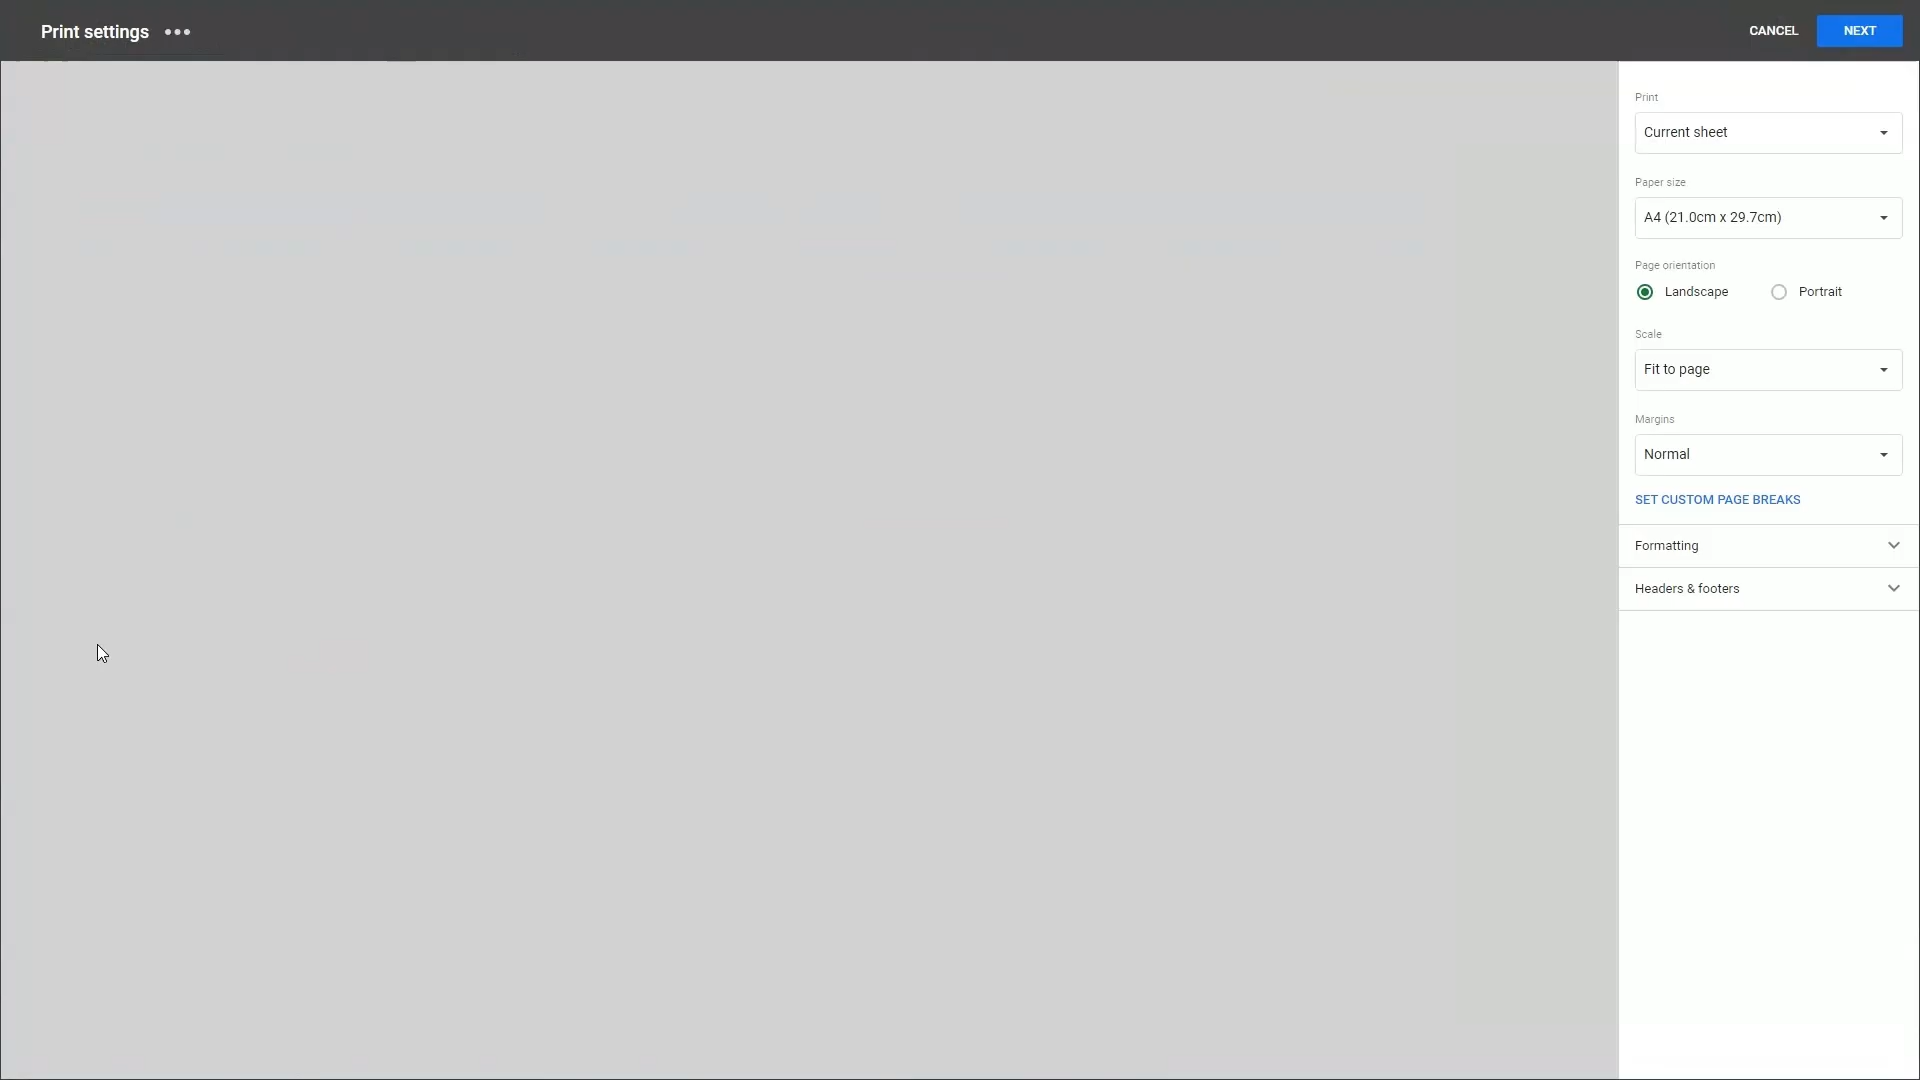 Print settings
CANCEL
NEXT
Print
Current sheet
Paper size
A4 (21.0cm x 29.7cm)
Page orientation
Landscape
Portrait
Scale
Fit to page
Margins
Normal
SET CUSTOM PAGE BREAKS
Formatting
Headers & footers